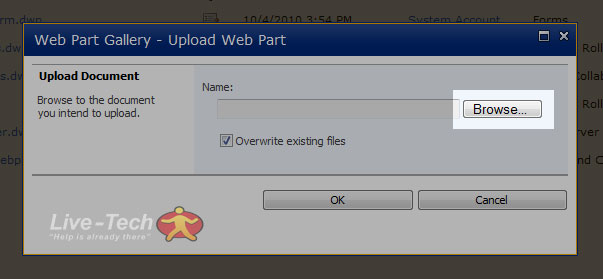 rm.dwp 10/4/2010 3:54 PM System Account Forms
Web Part Gallery - Upload Web Part
Upload Document
Browse to the document
you intend to upload.
Name:
Browse...
Overwrite existing files
OK Cancel
Live-Tech
"Help is already there"